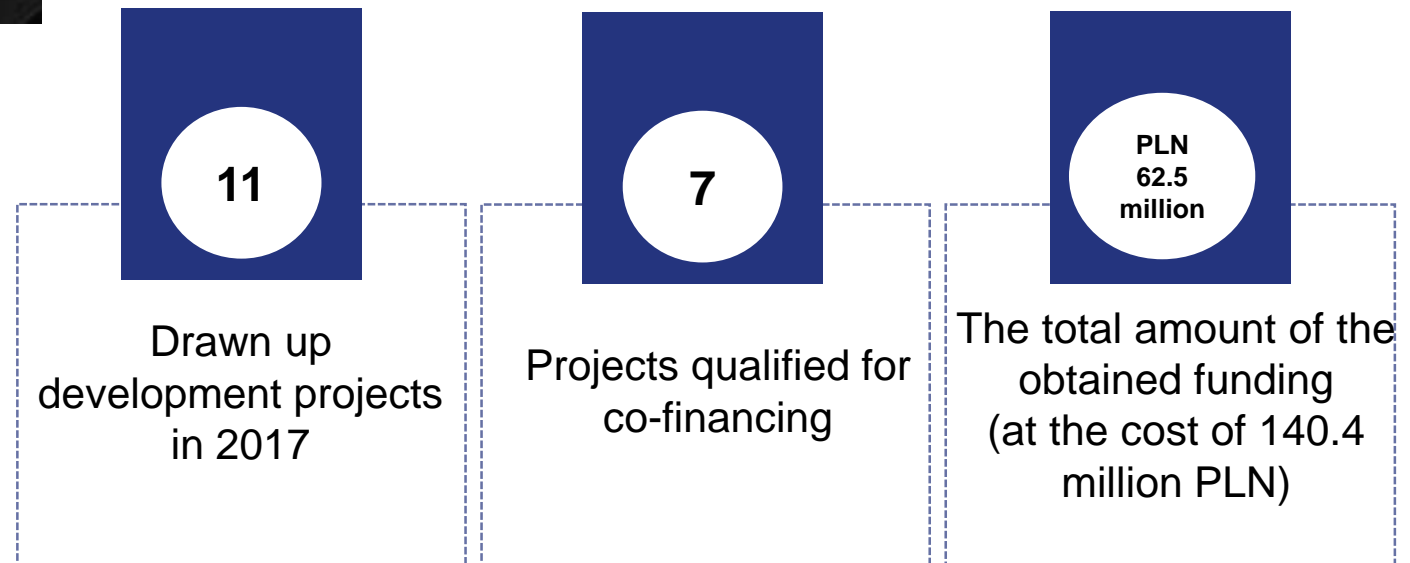 11
Drawn up
development projects
in 2017
7
Projects qualified for
co-financing
PLN
62.5
million
The total amount of the
obtained funding
(at the cost of 140.4
million PLN)